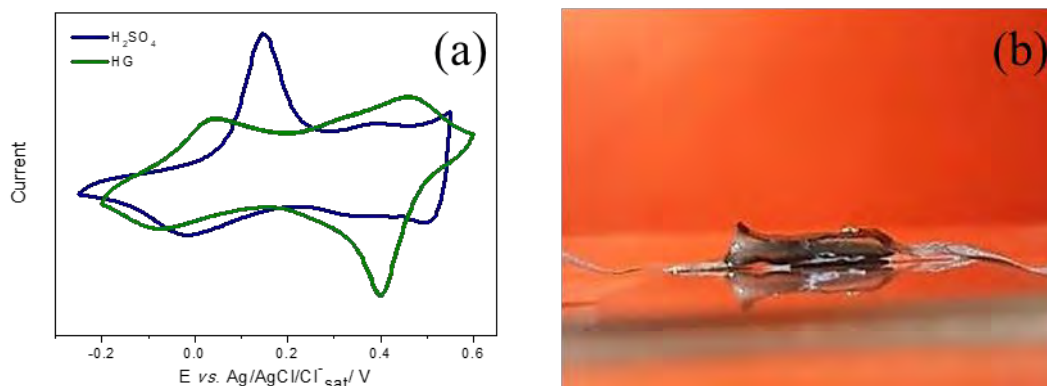 H₂SO₄
HG
(a)
(b)
Current
-0.2 0.0 0.2 0.4 0.6
E vs. Ag/AgCl/Cl⁻sat/ V